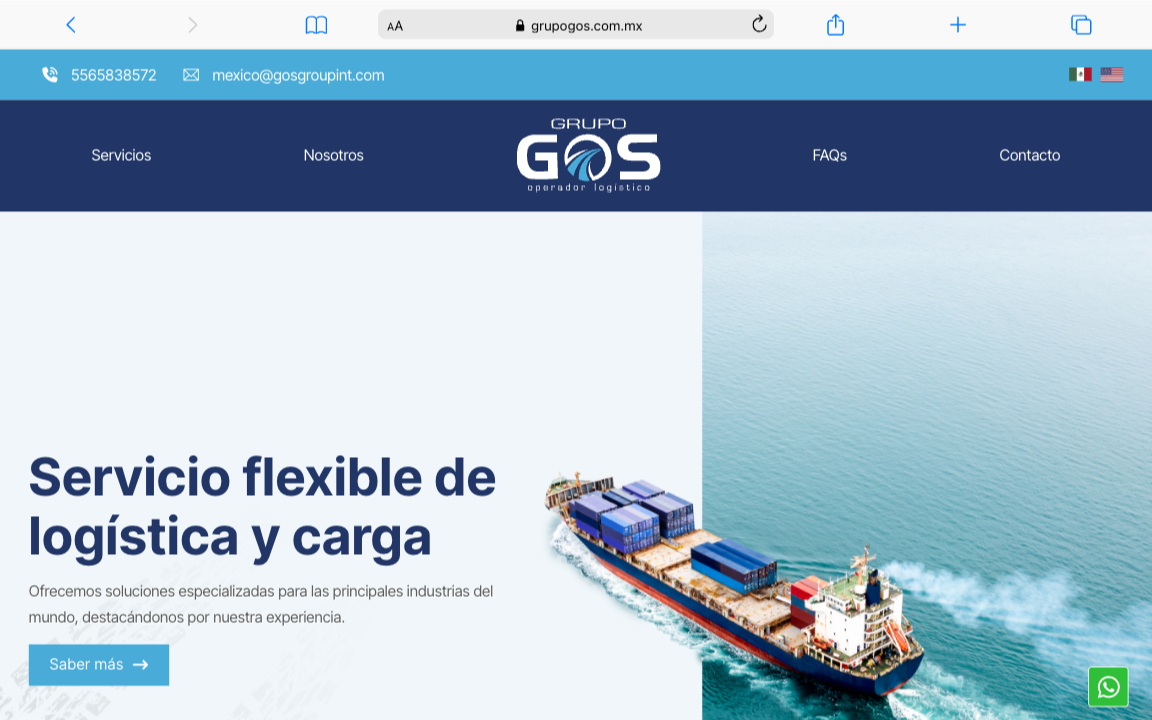 AA grupogos.com.mx
5565838572 mexico@gosgroupint.com
Servicios Nosotros FAQs Contacto
GRUPO
GOS
operador logístico
Servicio flexible de
logística y carga
Ofrecemos soluciones especializadas para las principales industrias del
mundo, destacándonos por nuestra experiencia.
Saber más